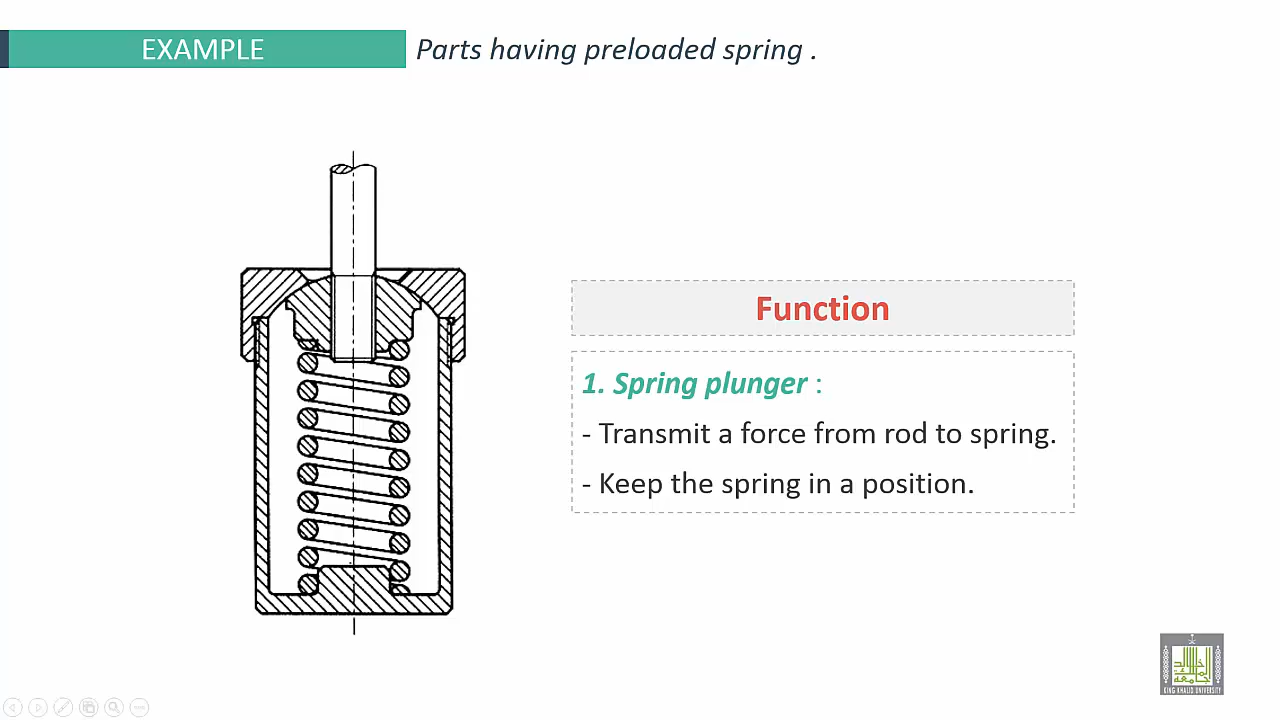 EXAMPLE
Parts having preloaded spring .
Function
1. Spring plunger :
- Transmit a force from rod to spring.
- Keep the spring in a position.
KING KHALID UNIVERSITY